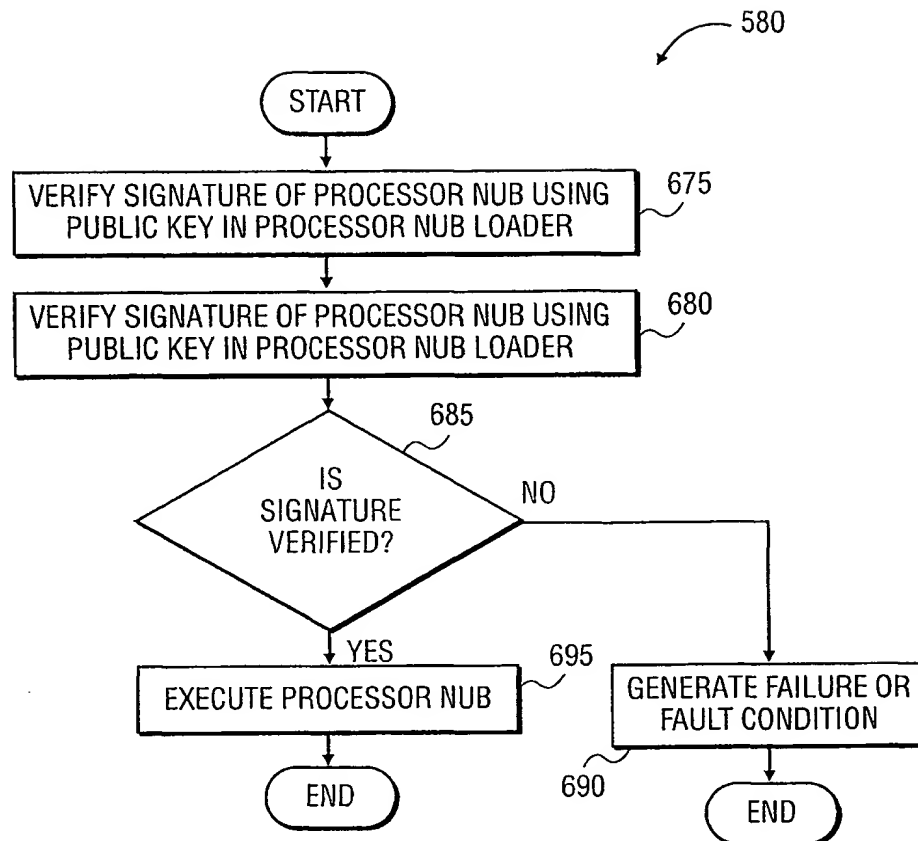 580
START
VERIFY SIGNATURE OF PROCESSOR NUB USING
PUBLIC KEY IN PROCESSOR NUB LOADER
675
VERIFY SIGNATURE OF PROCESSOR NUB USING
PUBLIC KEY IN PROCESSOR NUB LOADER
680
685
IS
SIGNATURE
VERIFIED?
NO
YES
695
EXECUTE PROCESSOR NUB
GENERATE FAILURE OR
FAULT CONDITION
690
END
END